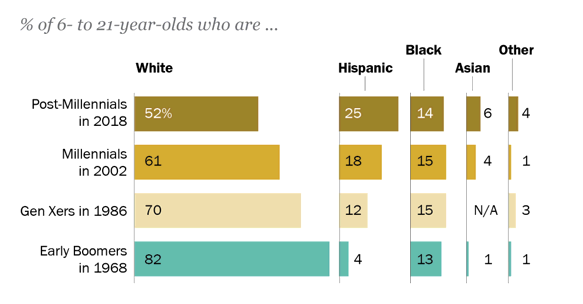 % of 6- to 21-year-olds who are ...
White Hispanic Black Asian Other
Post-Millennials
in 2018
52% 25 14 6 4
Millennials
in 2002
61 18 15 4 1
Gen Xers in 1986 70 12 15 N/A 3
Early Boomers
in 1968
82 4 13 1 1